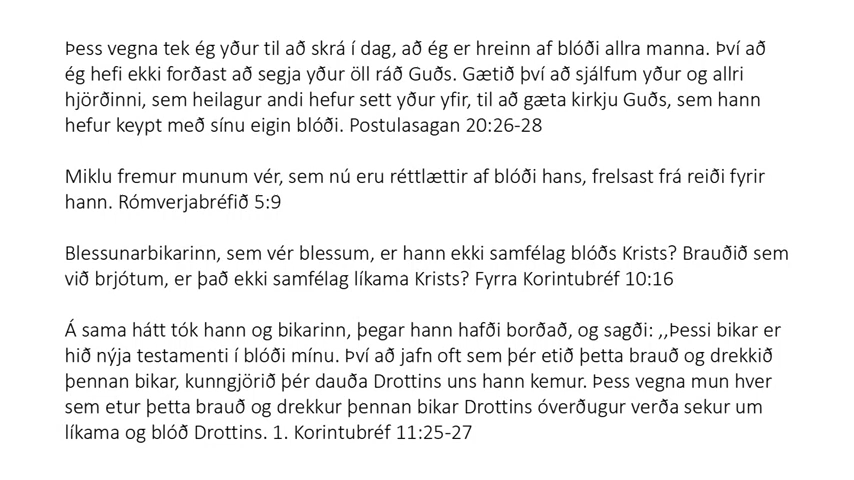 Þess vegna tek ég yður til að skrá í dag, að ég er hreinn af blóði allra manna. Því að
ég hefi ekki forðast að segja yður öll ráð Guðs. Gætið því að sjálfum yður og allri
hjörðinni, sem heilagur andi hefur sett yður yfir, til að gæta kirkju Guðs, sem hann
hefur keypt með sínu eigin blóði. Postulasagan 20:26-28
Miklu fremur munum vér, sem nú eru réttlættir af blóði hans, frelsast frá reiði fyrir
hann. Rómverjabréfið 5:9
Blessunarbikarinn, sem vér blessum, er hann ekki samfélag blóðs Krists? Brauðið sem
við brjótum, er það ekki samfélag líkama Krists? Fyrra Korintubréf 10:16
Á sama hátt tók hann og bikarinn, þegar hann hafði borðað, og sagði: ,,Þessi bikar er
hið nýja testamenti í blóði mínu. Því að jafn oft sem þér etið þetta brauð og drekkið
þennan bikar, kunngjörið þér dauða Drottins uns hann kemur. Þess vegna mun hver
sem etur þetta brauð og drekkur þennan bikar Drottins óverðugur verða sekur um
líkama og blóð Drottins. 1. Korintubréf 11:25-27